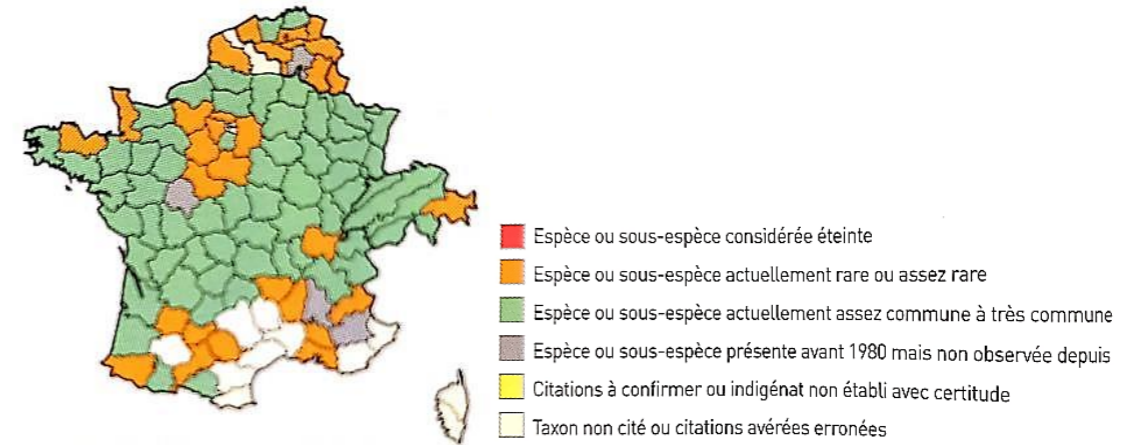 Espèce ou sous-espèce considérée éteinte
Espèce ou sous-espèce actuellement rare ou assez rare
Espèce ou sous-espèce actuellement assez commune à très commune
Espèce ou sous-espèce présente avant 1980 mais non observée depuis
Citations à confirmer ou indigénat non établi avec certitude
Taxon non cité ou citations avérées erronées